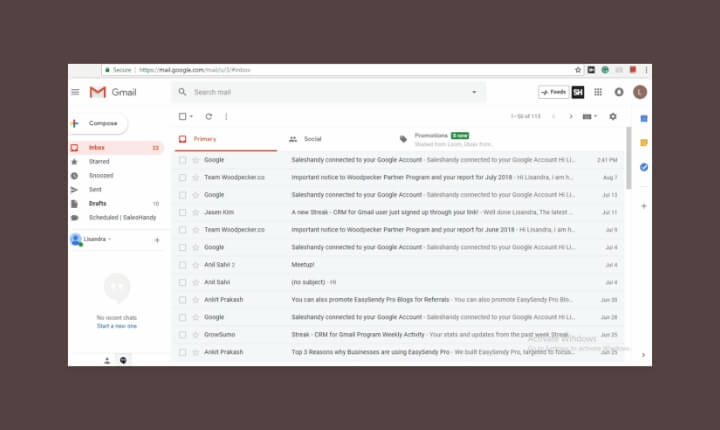 Secure | https://mail.google.com/mail/u/3/#inbox
Gmail
Search mail
Feeds SH L
Compose
1–50 of 113
Primary
Social
Promotions 8 new
Inbox 23
Starred
Snoozed
Sent
Drafts 10
Scheduled | SalesHandy
Lisandra
No recent chats
Start a new one
Google Saleshandy connected to your Google Account - Saleshandy connected to your Google Account Hi Li... 2:41 PM
Team Woodpecker.co Important notice to Woodpecker Partner Program and your report for July 2018 - Hi Lisandra, i am h... Aug 7
Google Saleshandy connected to your Google Account - Saleshandy connected to your Google Account Hi Li... Jul 13
Jasen Kim A new Streak - CRM for Gmail user just signed up through your link! - Well done Lisandra, The latest ... Jul 11
Team Woodpecker.co Important notice to Woodpecker Partner Program and your report for June 2018 - Hi Lisandra, i am h... Jul 9
Google Saleshandy connected to your Google Account - Saleshandy connected to your Google Account Hi Li... Jul 4
Anil Salvi 2 Meetup! Jul 4
Anil Salvi (no subject) - Hi Jul 4
Ankit Prakash You can also promote EasySendy Pro Blogs for Referrals - You can also promote EasySendy Pro Blo... Jun 30
Google Saleshandy connected to your Google Account - Saleshandy connected to your Google Account Hi Li... Jun 28
GrowSumo Streak - CRM for Gmail Program Weekly Activity - Your stats and updates from the past week Streak... Jun 25
Ankit Prakash Top 3 Reasons why Businesses are using EasySendy Pro - We built EasySendy Pro, targeted to focus... Jun 25
Activate Windows
Go to Settings to activate Windows.